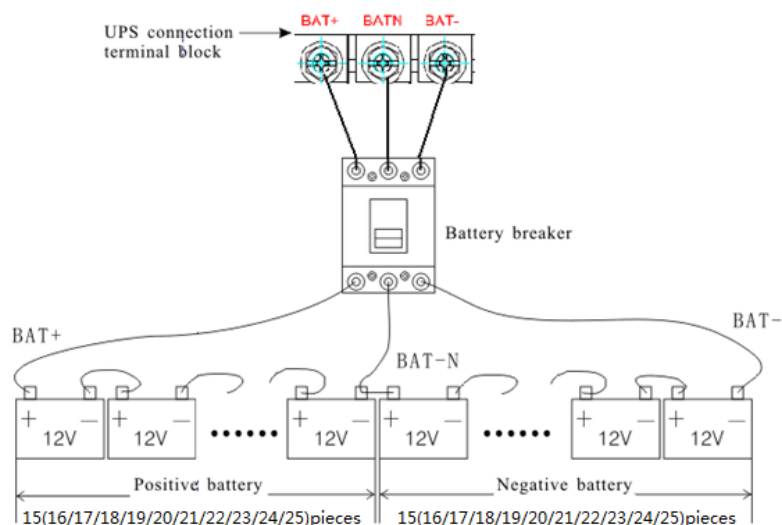 BAT+ BATN BAT-
UPS connection
terminal block
Battery breaker
BAT+
BAT-
BAT-N
+ - + - + - + - + - + -
12V 12V 12V 12V 12V 12V
Positive battery Negative battery
15(16/17/18/19/20/21/22/23/24/25)pieces 15(16/17/18/19/20/21/22/23/24/25)pieces